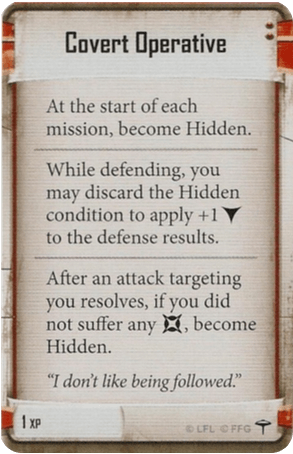 Covert Operative
At the start of each
mission, become Hidden.
While defending, you
may discard the Hidden
condition to apply +1
to the defense results.
After an attack targeting
you resolves, if you did
not suffer any , become
Hidden.
“I don’t like being followed.”
1 XP
© LFL © FFG